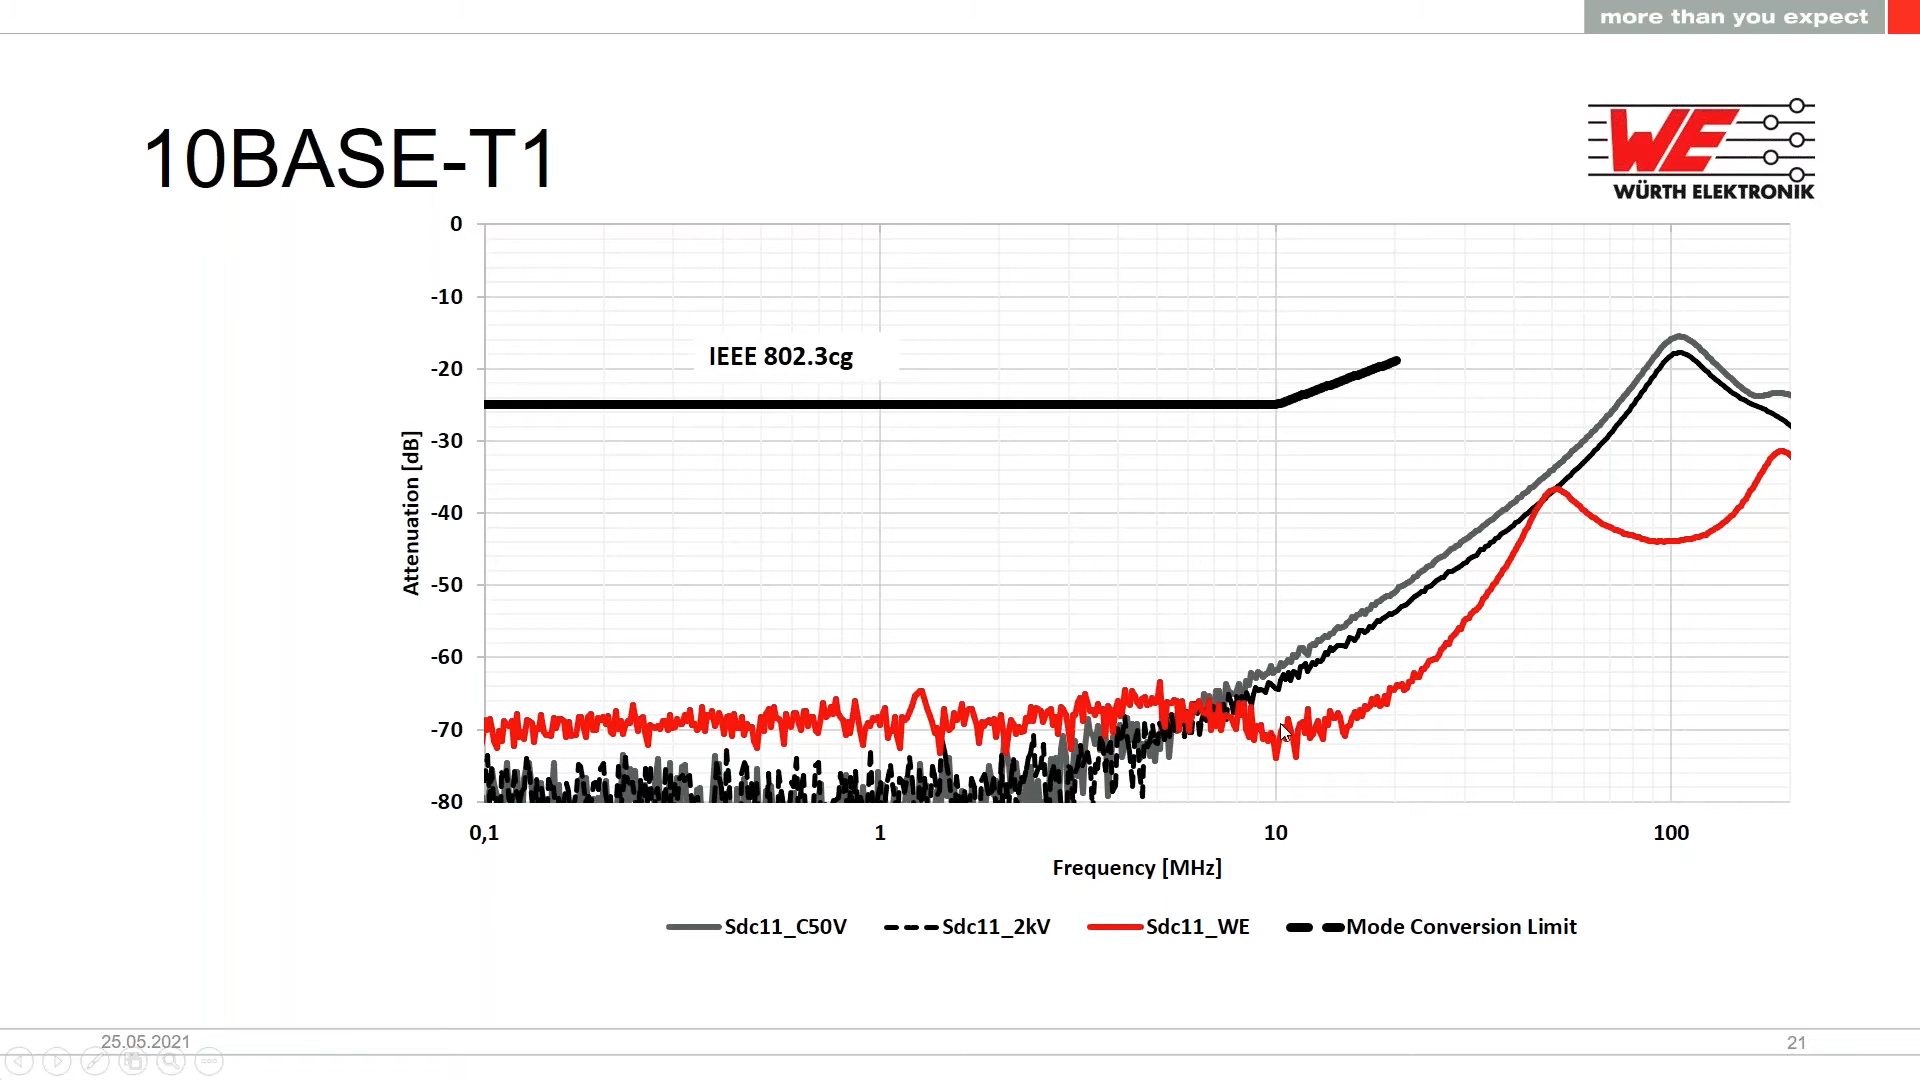 more than you expect
10BASE-T1
WE
WÜRTH ELEKTRONIK
0
-10
-20
-30
-40
-50
-60
-70
-80
Attenuation [dB]
IEEE 802.3cg
0,1 1 10 100
Frequency [MHz]
Sdc11_C50V Sdc11_2kV Sdc11_WE Mode Conversion Limit
25.05.2021 21